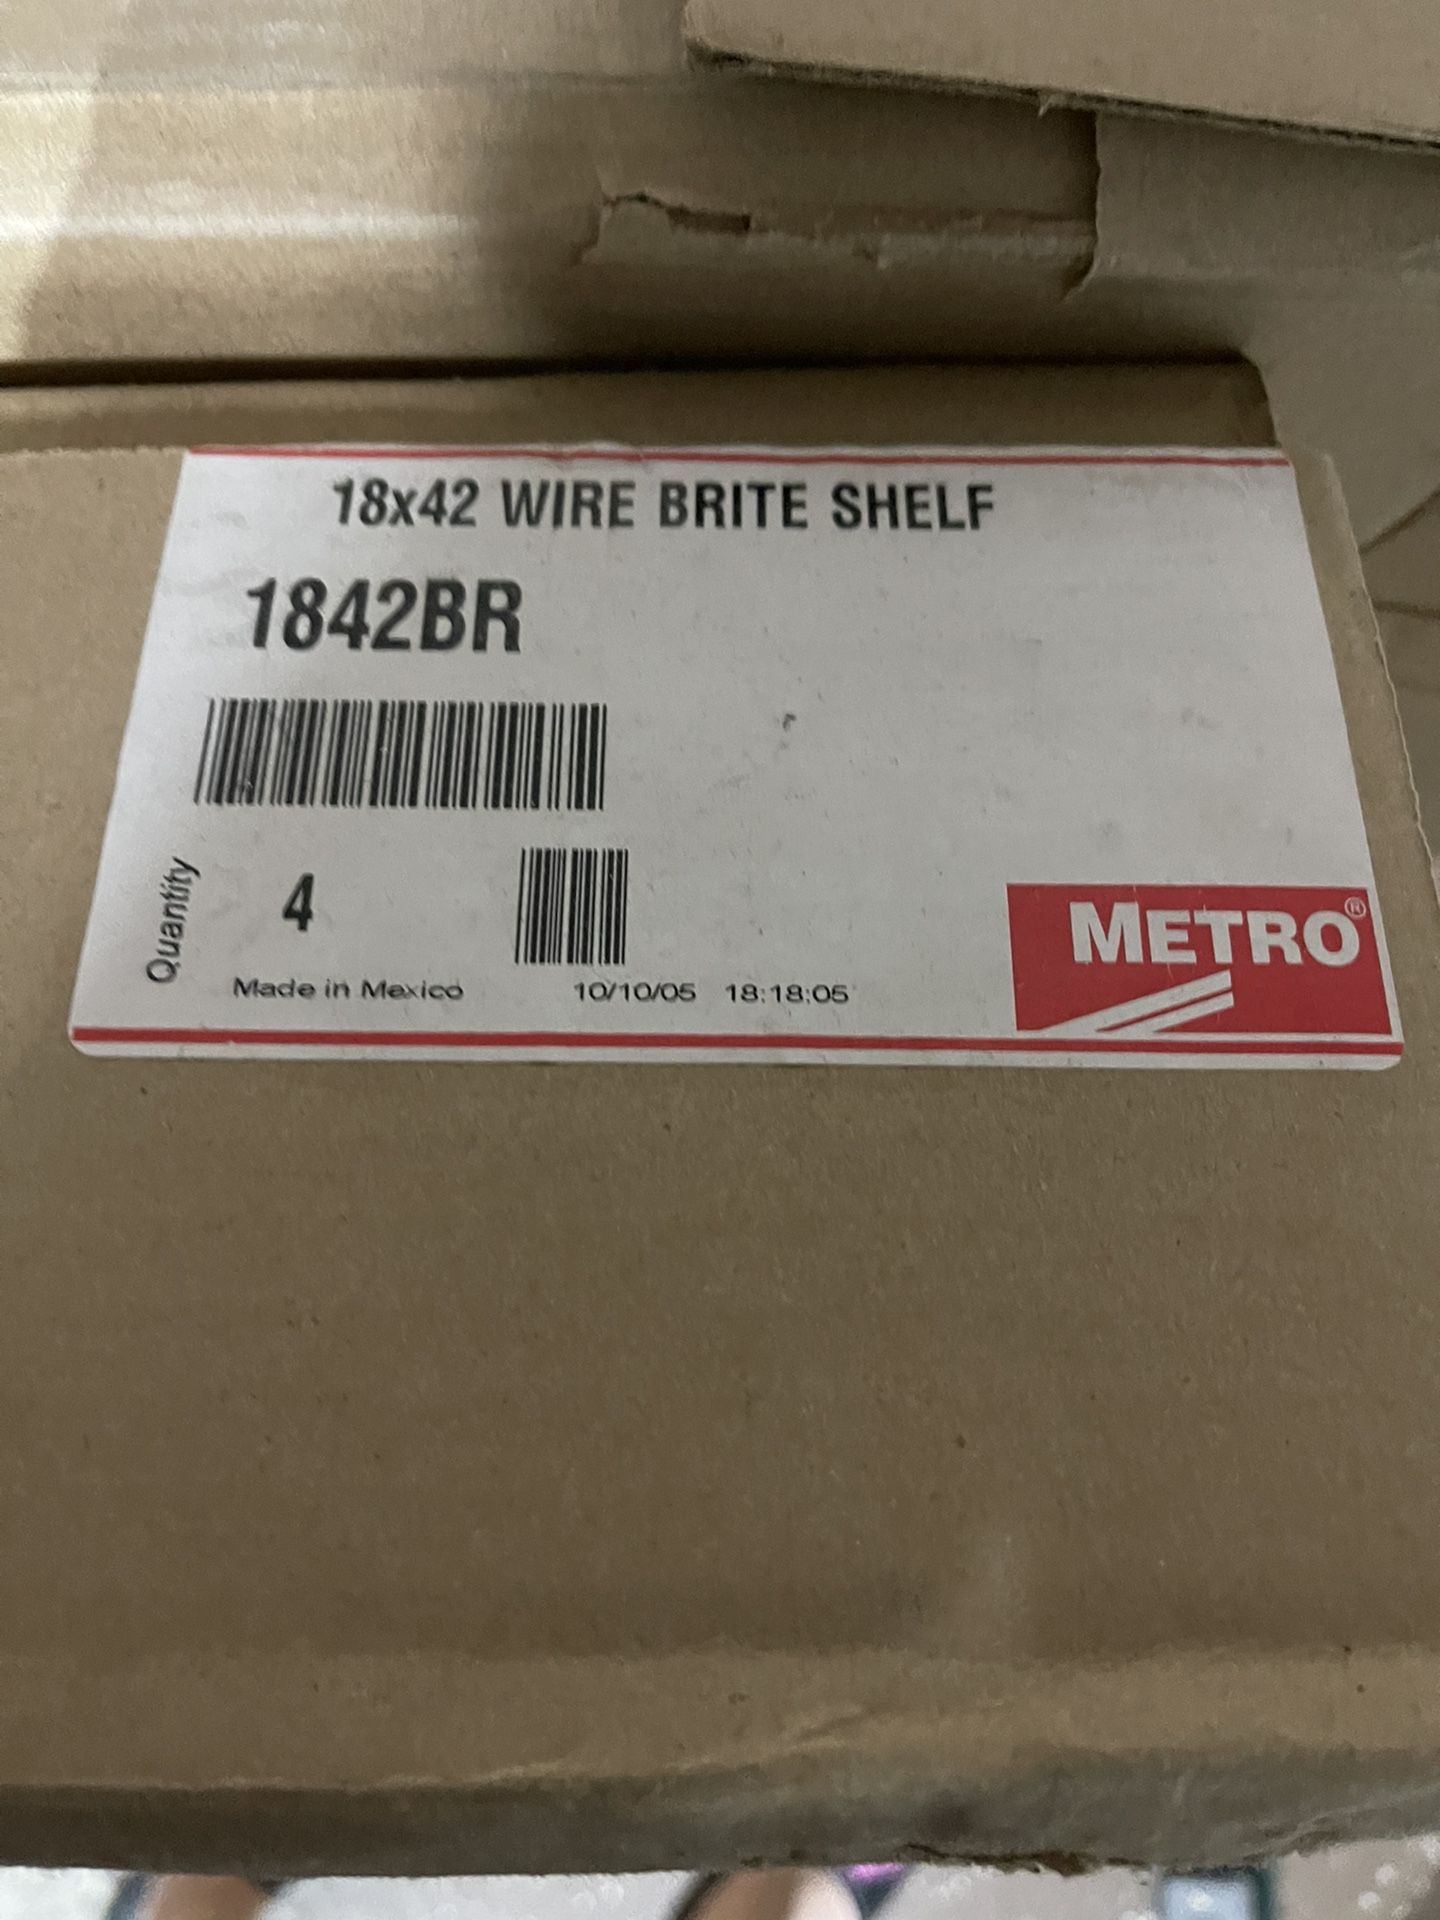 18x42 WIRE BRITE SHELF
1842BR
Quantity
4
Made in Mexico 10/10/05 18:18:05
METRO®